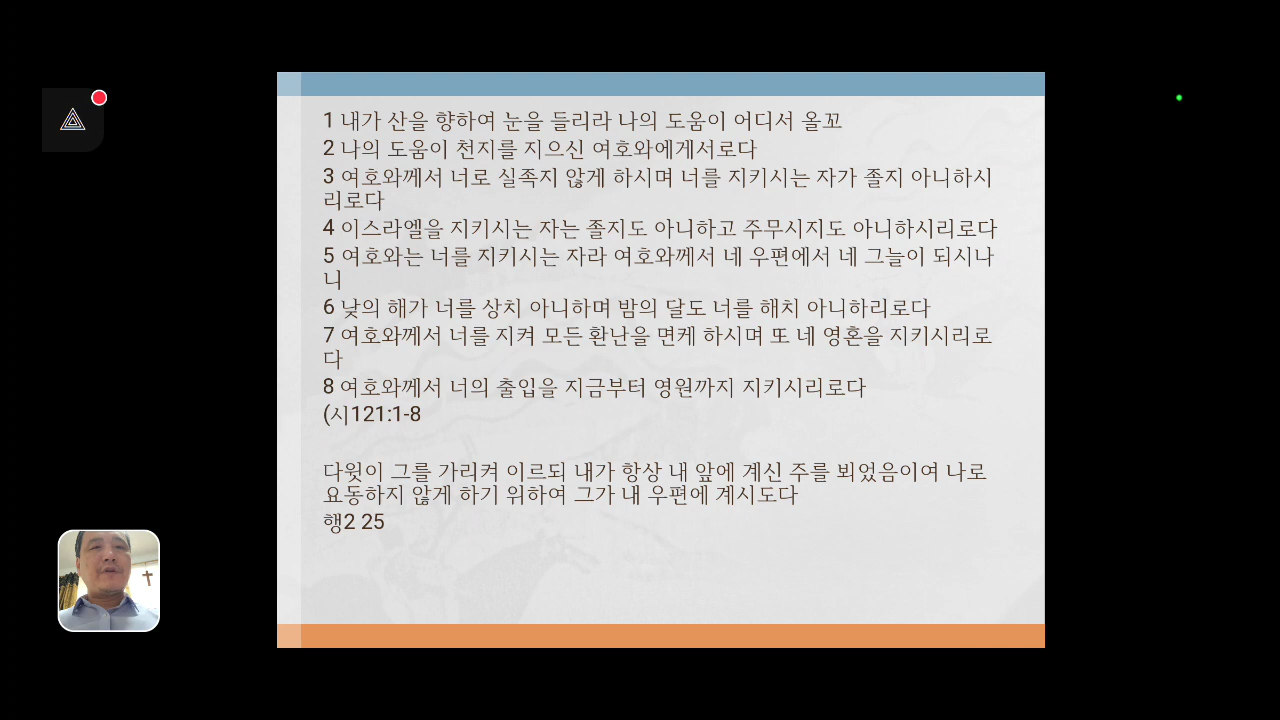 1 내가 산을 향하여 눈을 들리라 나의 도움이 어디서 올꼬
2 나의 도움이 천지를 지으신 여호와에게서로다
3 여호와께서 너로 실족지 않게 하시며 너를 지키시는 자가 졸지 아니하시
리로다
4 이스라엘을 지키시는 자는 졸지도 아니하고 주무시지도 아니하시리로다
5 여호와는 너를 지키시는 자라 여호와께서 네 우편에서 네 그늘이 되시나
니
6 낮의 해가 너를 상치 아니하며 밤의 달도 너를 해치 아니하리로다
7 여호와께서 너를 지켜 모든 환난을 면케 하시며 또 네 영혼을 지키시리로
다
8 여호와께서 너의 출입을 지금부터 영원까지 지키시리로다
(시121:1-8
다윗이 그를 가리켜 이르되 내가 항상 내 앞에 계신 주를 뵈었음이여 나로
요동하지 않게 하기 위하여 그가 내 우편에 계시도다
행2 25